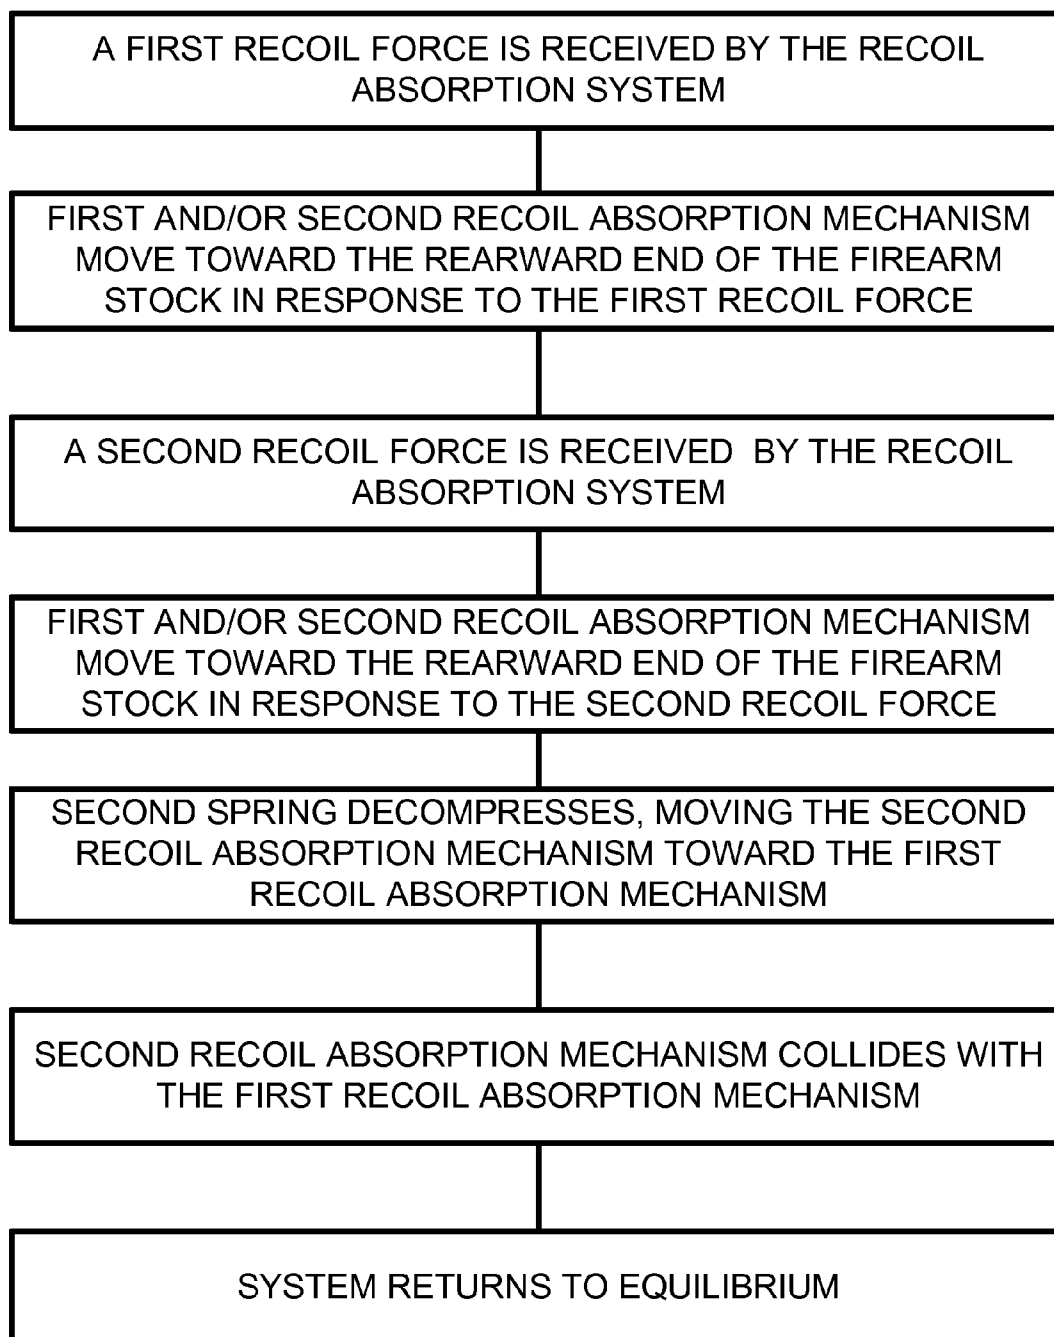 A FIRST RECOIL FORCE IS RECEIVED BY THE RECOIL
ABSORPTION SYSTEM
FIRST AND/OR SECOND RECOIL ABSORPTION MECHANISM
MOVE TOWARD THE REARWARD END OF THE FIREARM
STOCK IN RESPONSE TO THE FIRST RECOIL FORCE
A SECOND RECOIL FORCE IS RECEIVED BY THE RECOIL
ABSORPTION SYSTEM
FIRST AND/OR SECOND RECOIL ABSORPTION MECHANISM
MOVE TOWARD THE REARWARD END OF THE FIREARM
STOCK IN RESPONSE TO THE SECOND RECOIL FORCE
SECOND SPRING DECOMPRESSES, MOVING THE SECOND
RECOIL ABSORPTION MECHANISM TOWARD THE FIRST
RECOIL ABSORPTION MECHANISM
SECOND RECOIL ABSORPTION MECHANISM COLLIDES WITH
THE FIRST RECOIL ABSORPTION MECHANISM
SYSTEM RETURNS TO EQUILIBRIUM